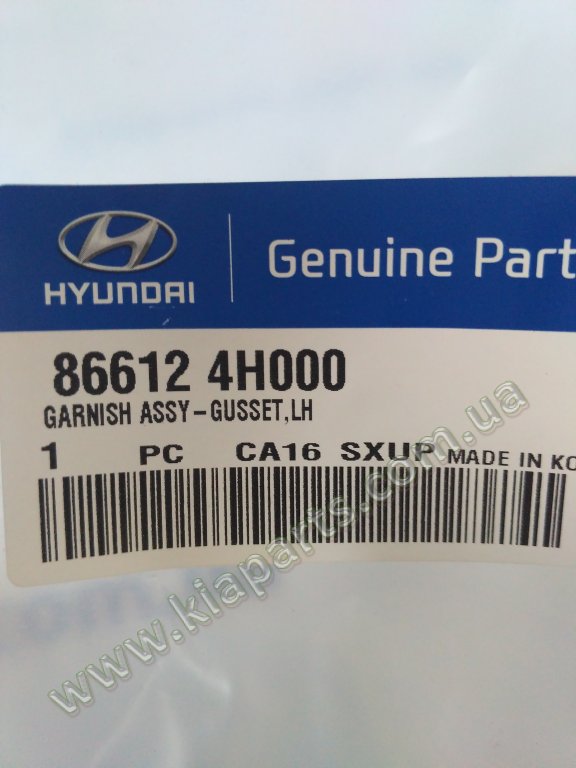 HYUNDAI
Genuine Part
86612 4H000
GARNISH ASSY-GUSSET,LH
1 PC CA16 SXUP MADE IN KO
www.kiaparts.com.ua